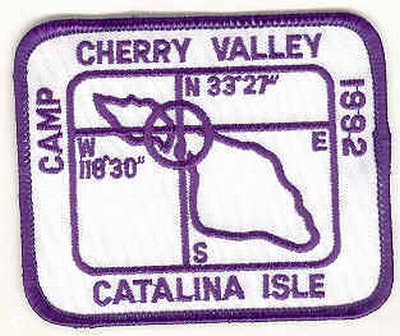 CHERRY VALLEY
CAMP
1992
N 33°27"
W
118°30"
E
S
CATALINA ISLE